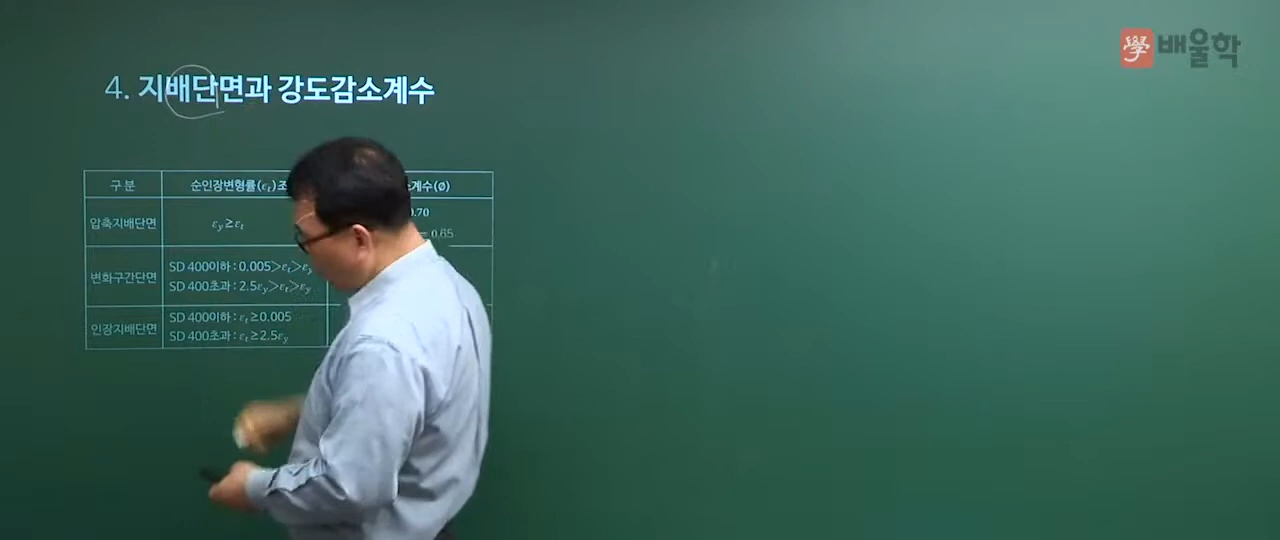 學 배울학
4. 지배단면과 강도감소계수
구분 순인장변형률(εt)조 계수(∅)
압축지배단면 εy≥εt 0.70
= 0.65
변화구간단면 SD 400이하 : 0.005>εt>εy
SD 400초과 : 2.5εy>εt>εy
인장지배단면 SD 400이하 : εt≥0.005
SD 400초과 : εt≥2.5εy